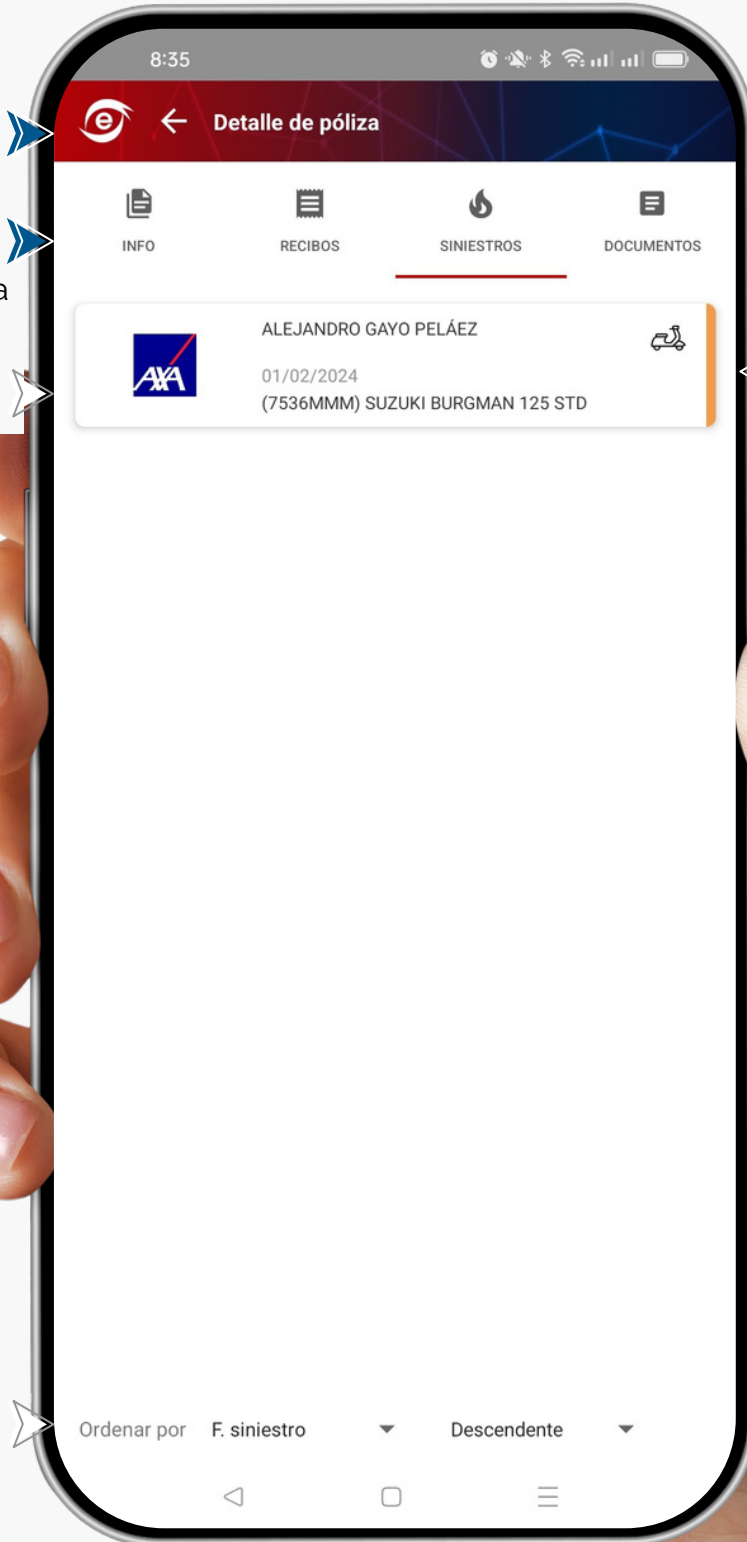 8:35
e
Detalle de póliza
INFO
RECIBOS
SINIESTROS
DOCUMENTOS
a
AXA
ALEJANDRO GAYO PELÁEZ
01/02/2024
(7536MMM) SUZUKI BURGMAN 125 STD
Ordenar por F. siniestro Descendente